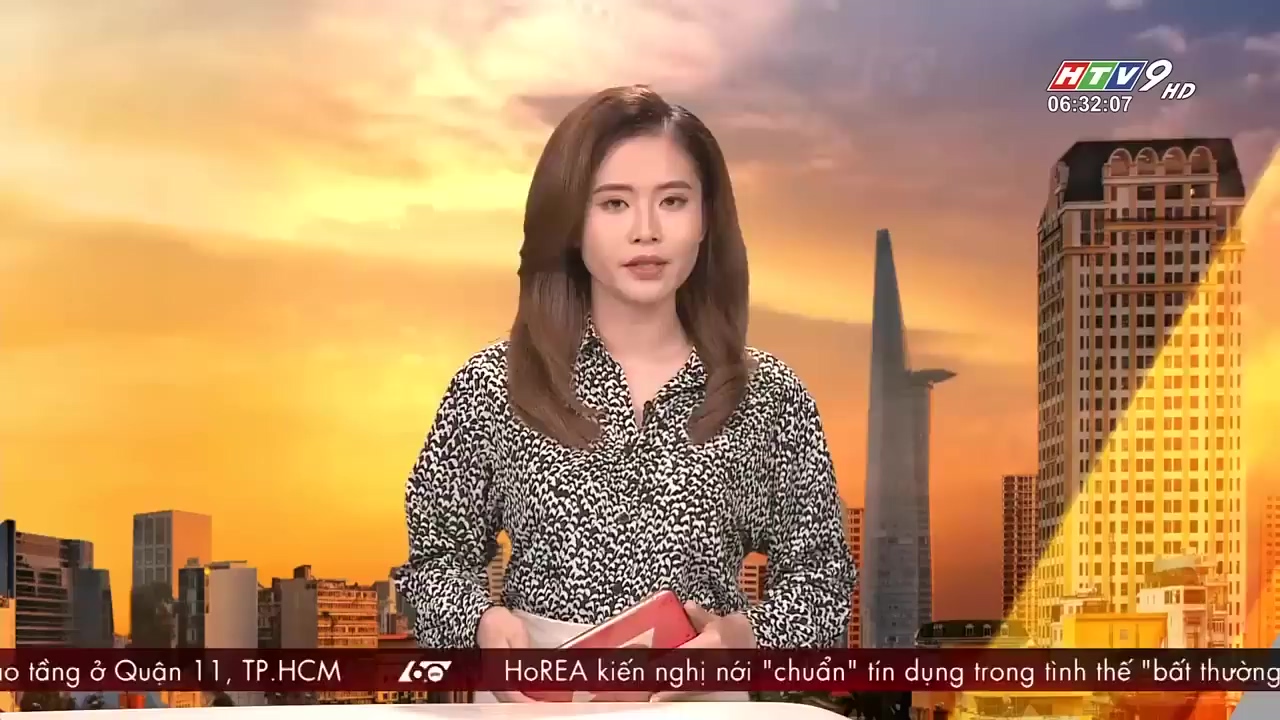 HTV9 HD
06:32:07
tầng ở Quận 11, TP.HCM 60 HoREA kiến nghị nới "chuẩn" tín dụng trong tình thế "bất thường